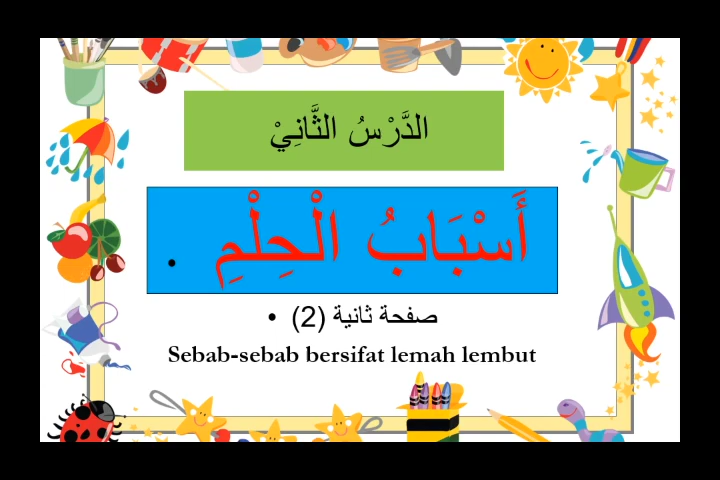 الدَّرْسُ الثَّانِيْ
أَسْبَابُ الْحِلْمِ
صفحة ثانية (2)
Sebab-sebab bersifat lemah lembut